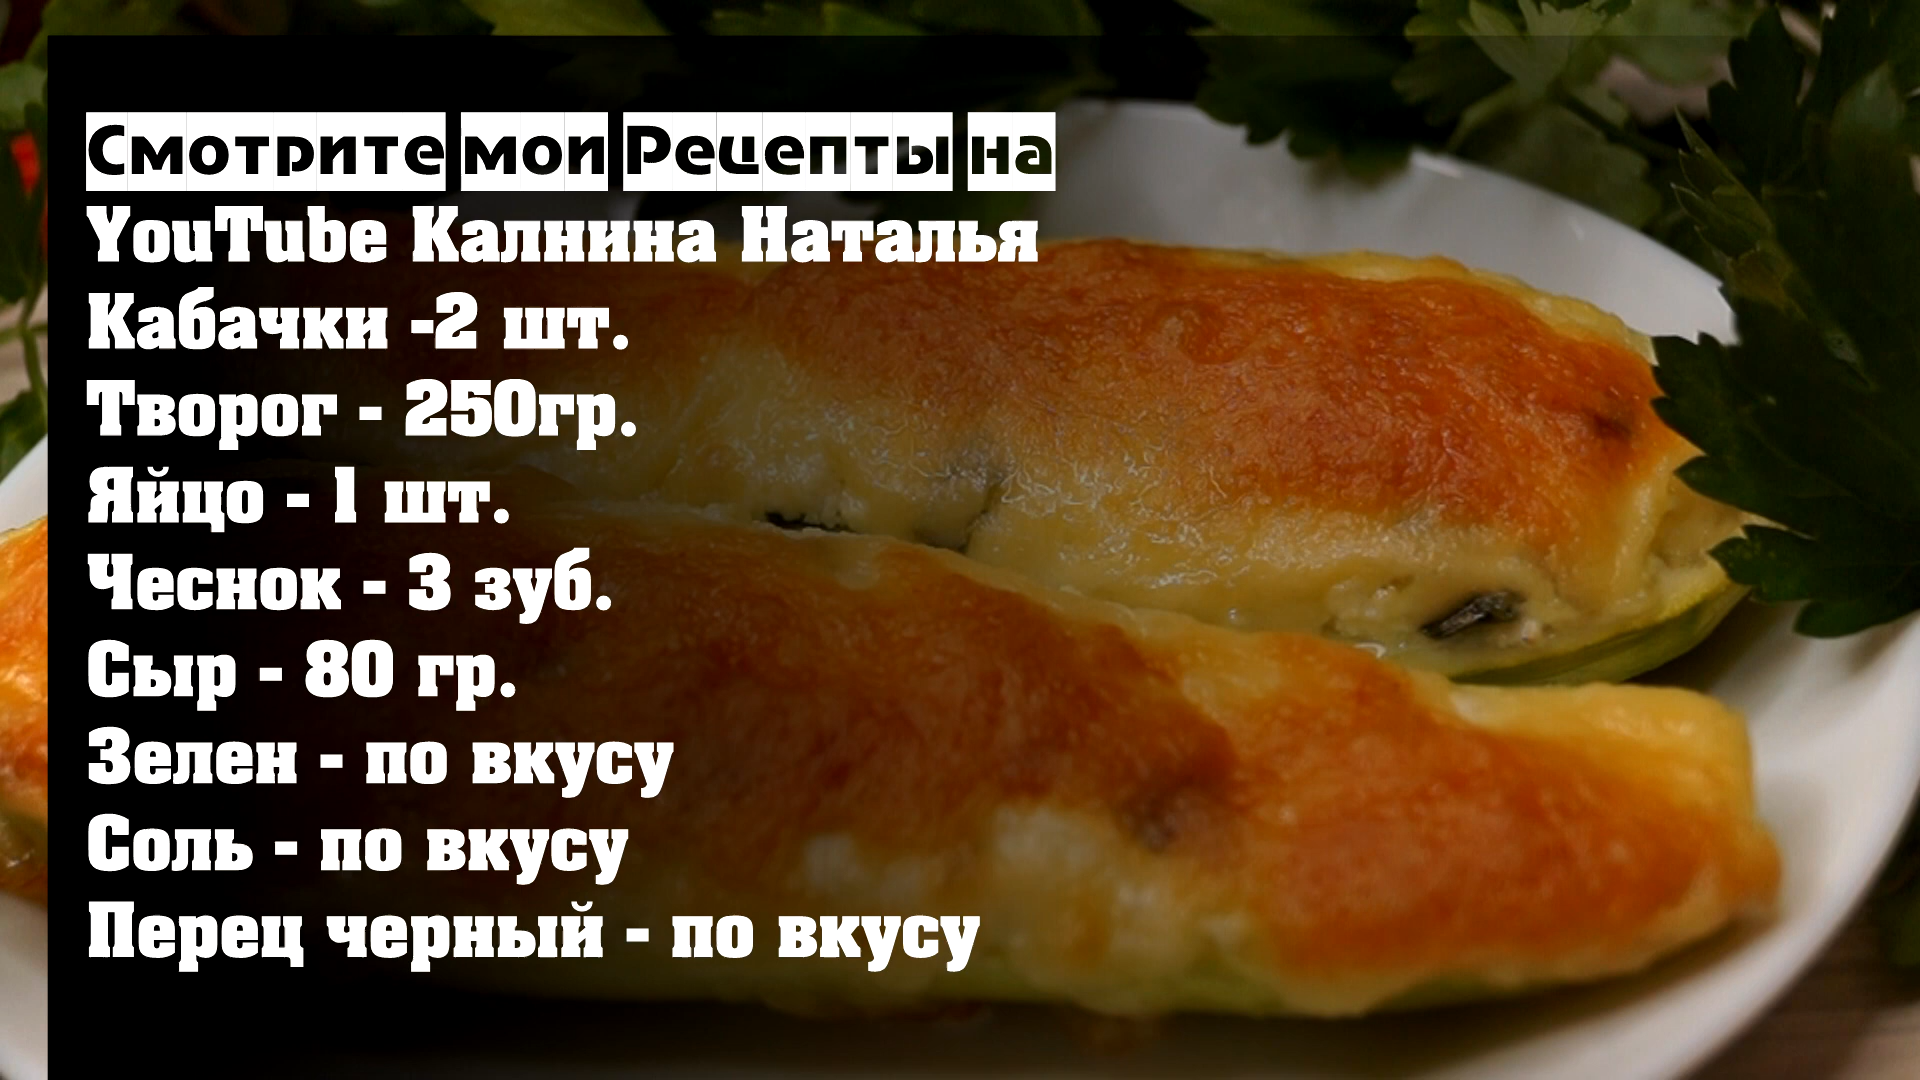 Смотрите мои Рецепты на
YouTube Калнина Наталья
Кабачки -2 шт.
Творог - 250гр.
Яйцо - 1 шт.
Чеснок - 3 зуб.
Сыр - 80 гр.
Зелен - по вкусу
Соль - по вкусу
Перец черный - по вкусу